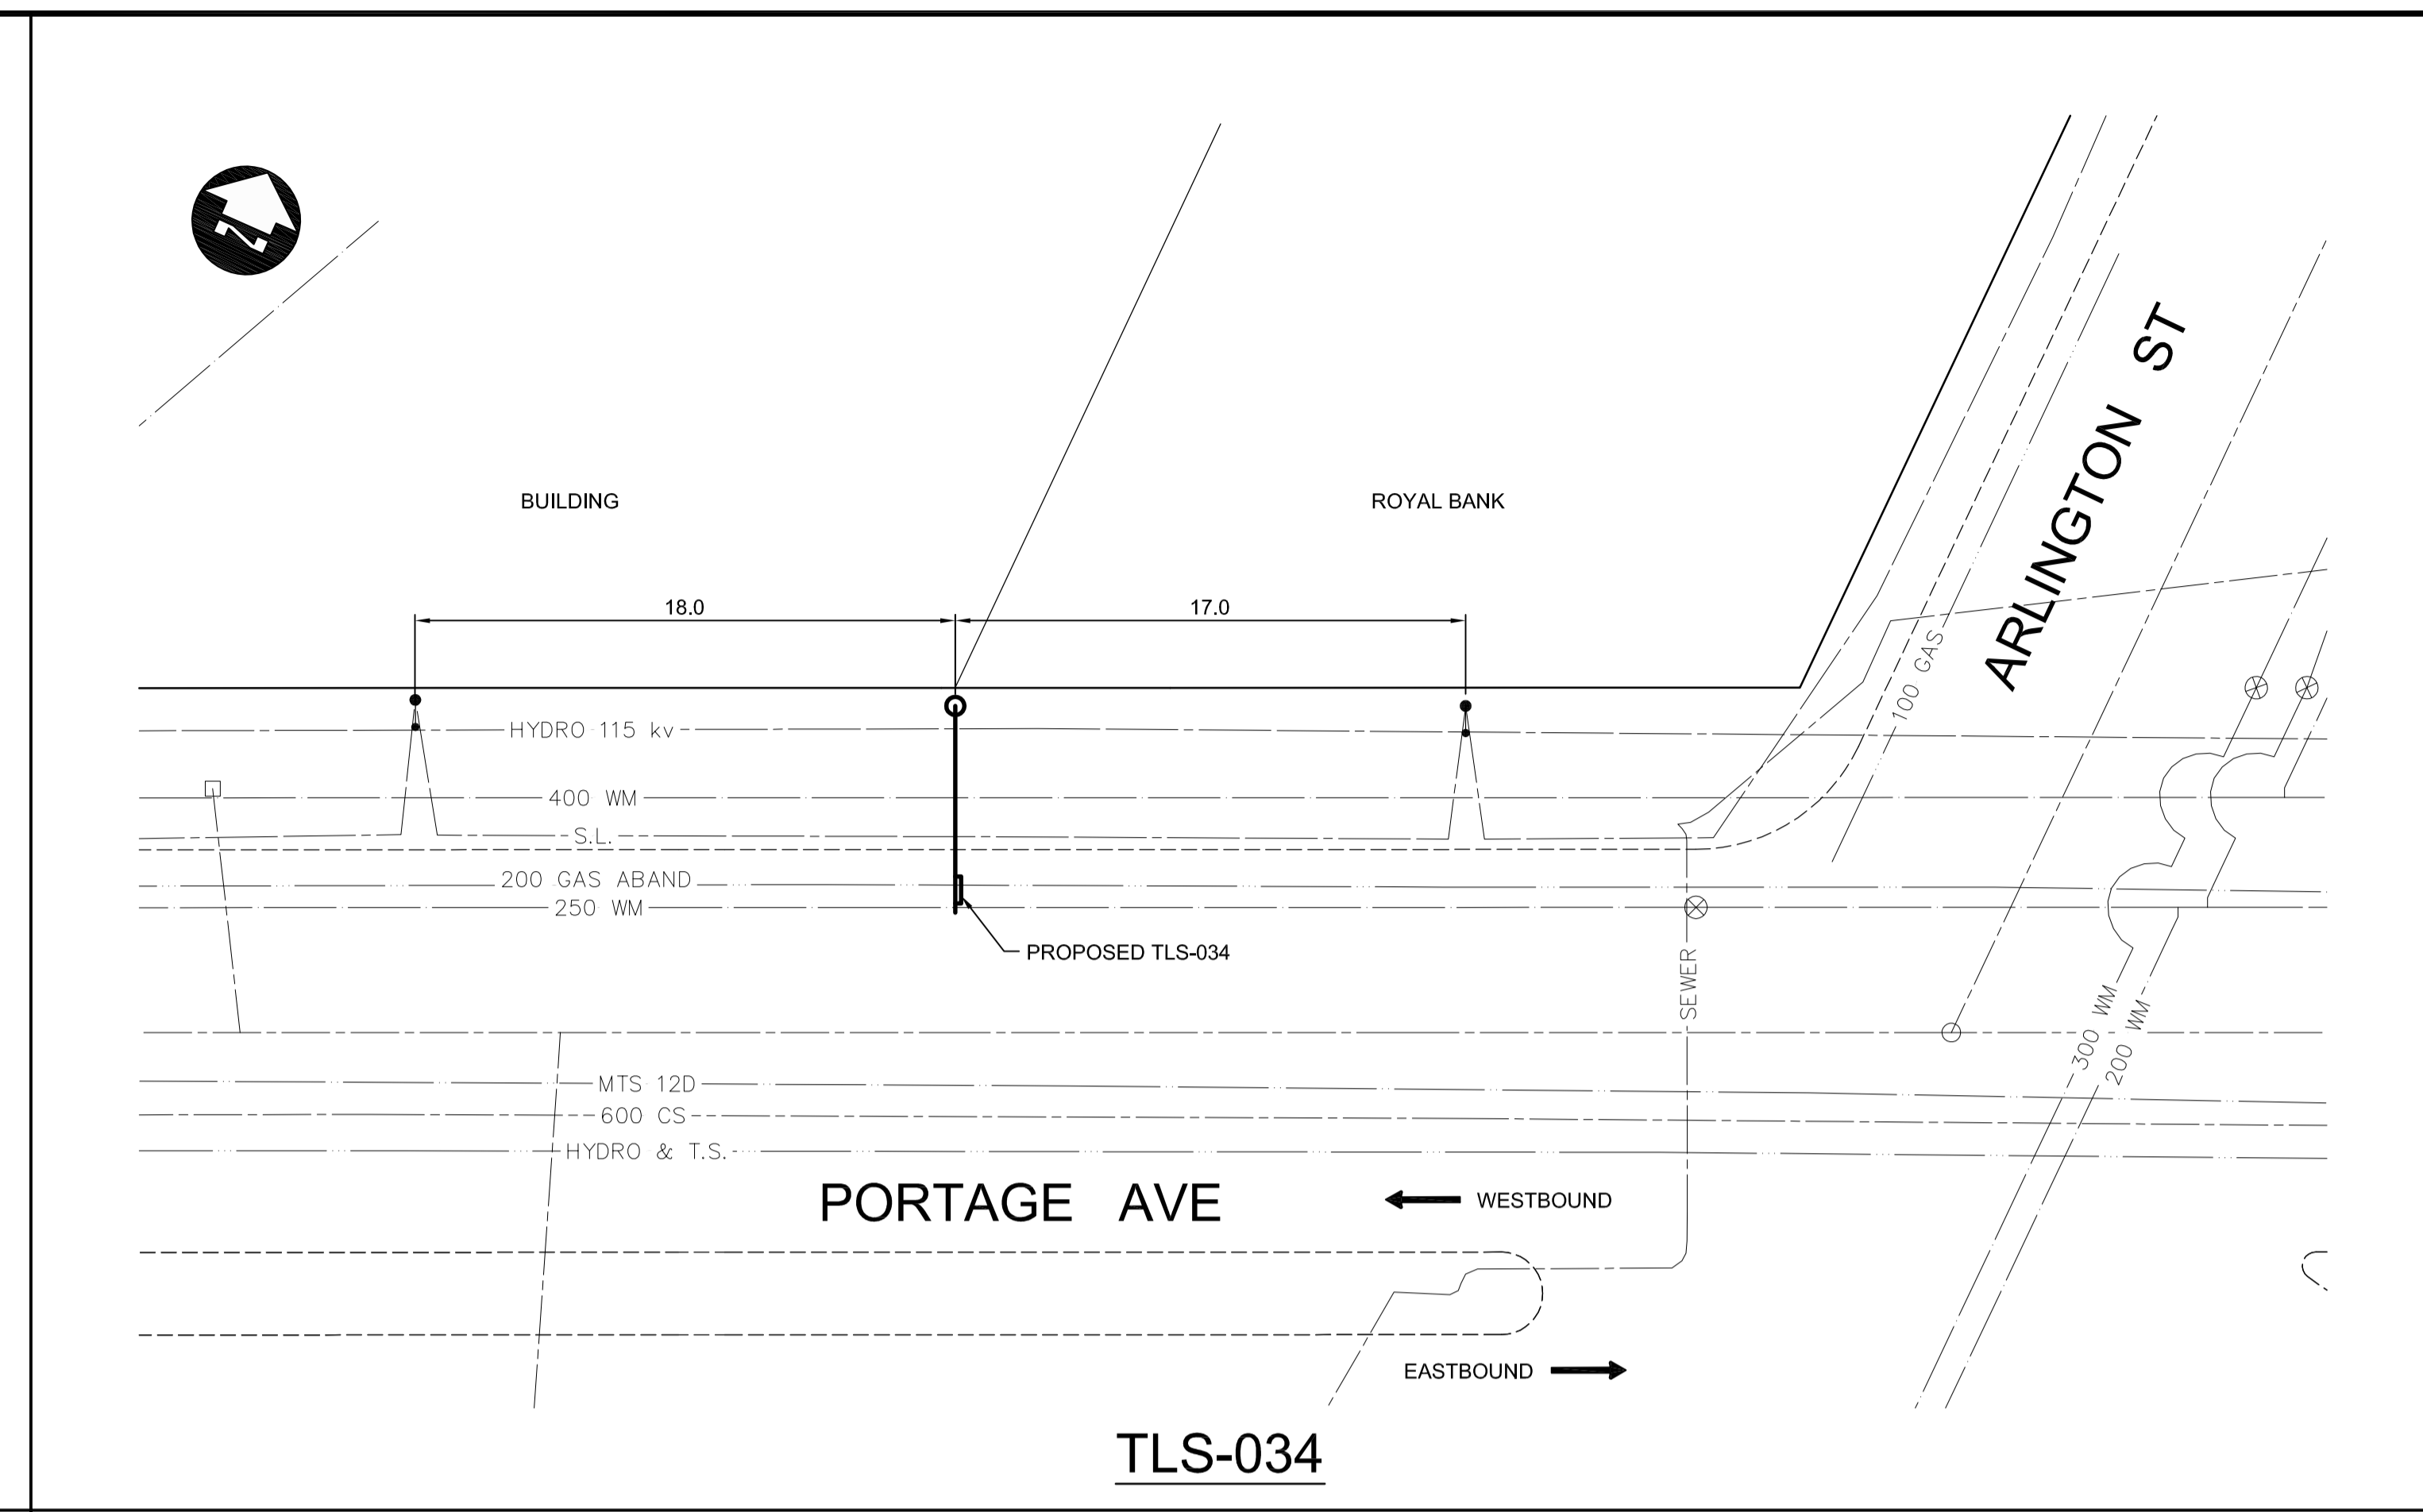 N
ARLINGTON ST
BUILDING
ROYAL BANK
18.0
17.0
100 GAS
HYDRO 115 kv
400 WM
S.L.
200 GAS ABAND
250 WM
PROPOSED TLS-034
SEWER
300 WM
200 WM
MTS 12D
600 CS
HYDRO & T.S.
PORTAGE AVE
WESTBOUND
EASTBOUND
TLS-034